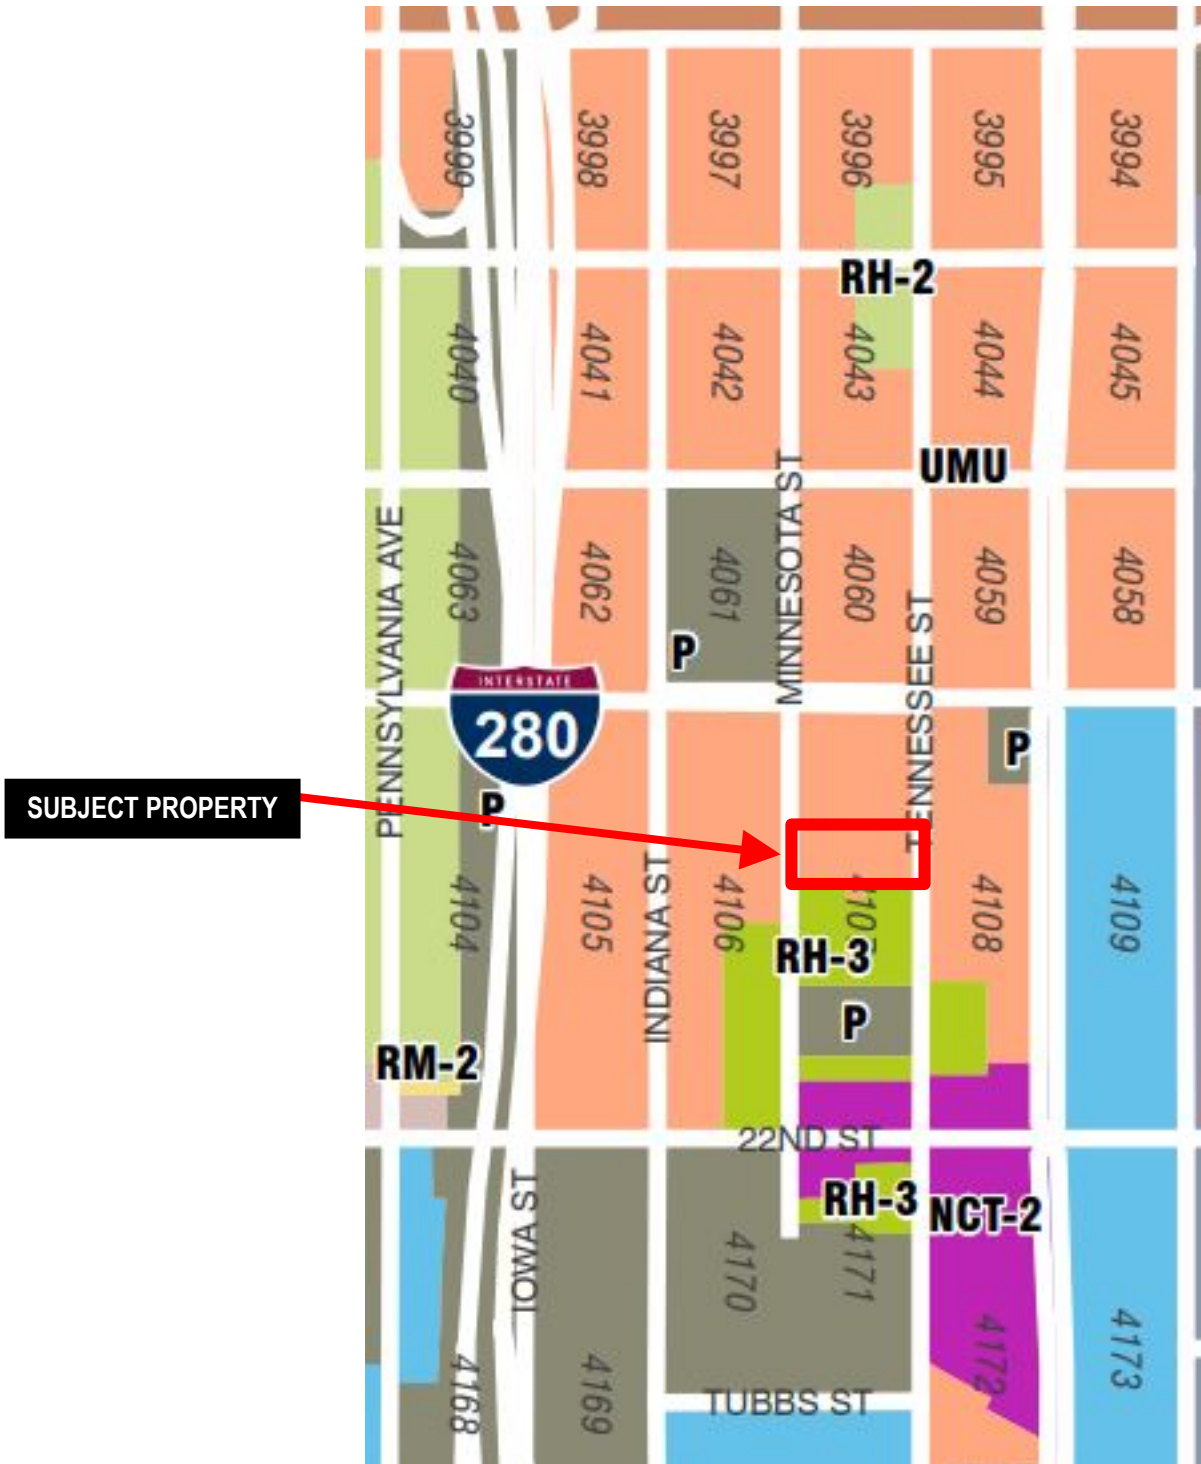 3999
3998
3997
3996
3995
3994
RH-2
4040
4041
4042
4043
4044
4045
UMU
MINNESOTA ST
PENNSYLVANIA AVE
4063
4062
4061
4060
4059
4058
TENNESSEE ST
P
INTERSTATE
280
P
P
SUBJECT PROPERTY
INDIANA ST
4104
4105
4106
4108
4109
RH-3
P
RM-2
22ND ST
IOWA ST
RH-3
NCT-2
4170
4171
4172
4173
4168
4169
TUBBS ST